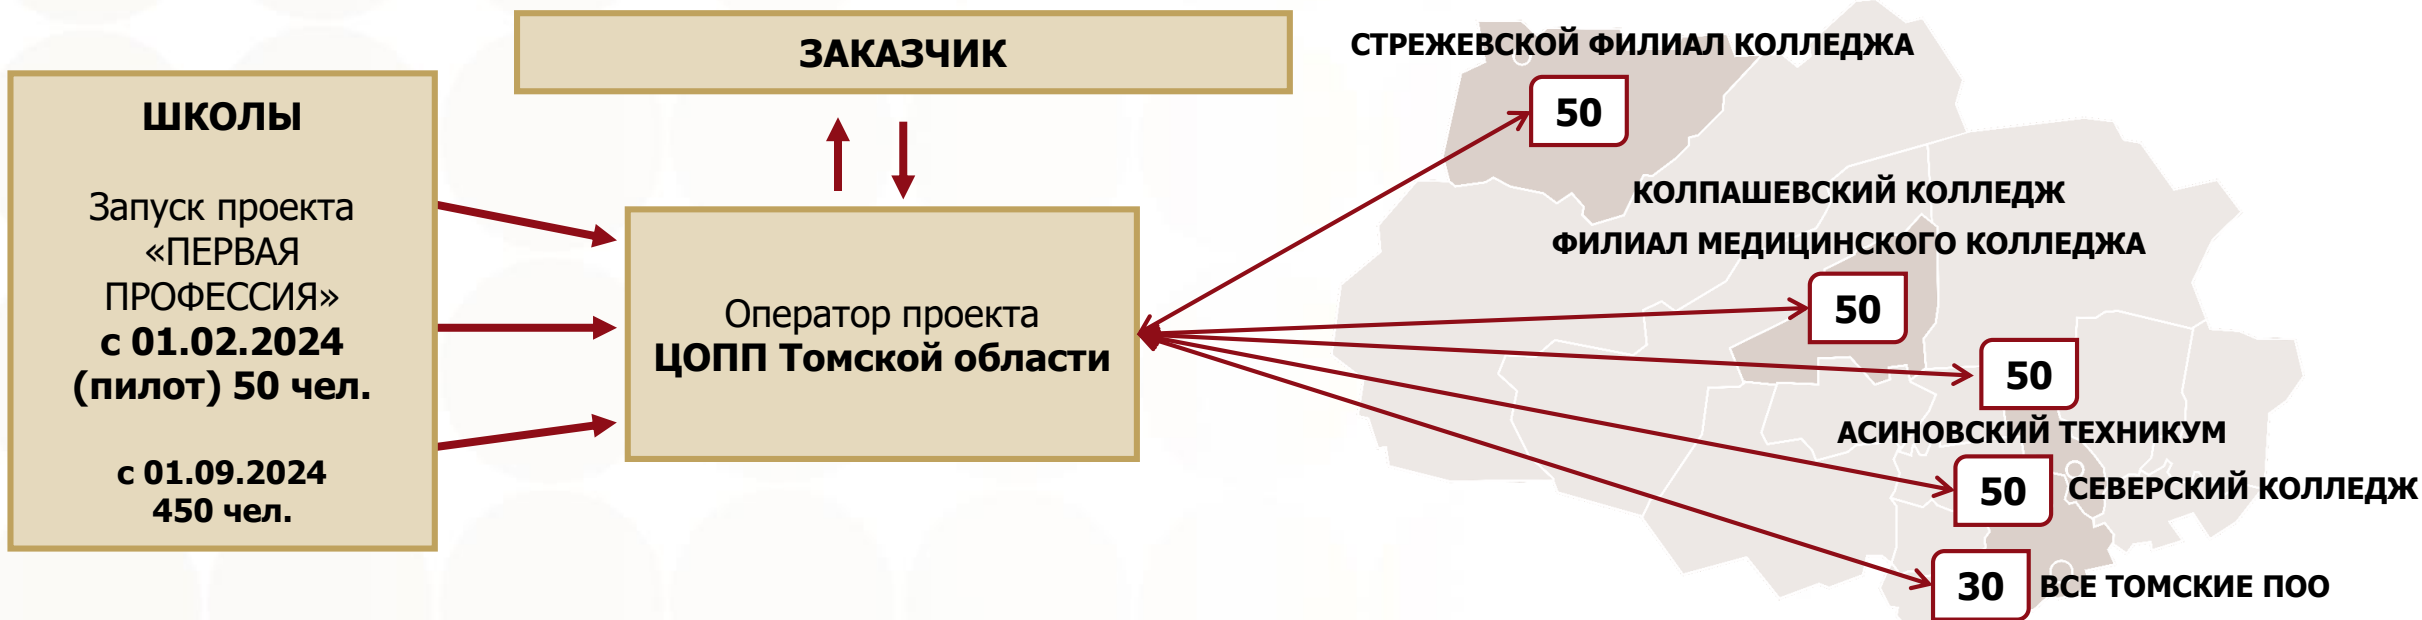 ШКОЛЫ
Запуск проекта
«ПЕРВАЯ
ПРОФЕССИЯ»
с 01.02.2024
(пилот) 50 чел.
с 01.09.2024
450 чел.
ЗАКАЗЧИК
Оператор проекта
ЦОПП Томской области
СТРЕЖЕВСКОЙ ФИЛИАЛ КОЛЛЕДЖА
50
КОЛПАШЕВСКИЙ КОЛЛЕДЖ
ФИЛИАЛ МЕДИЦИНСКОГО КОЛЛЕДЖА
50
50
АСИНОВСКИЙ ТЕХНИКУМ
50
СЕВЕРСКИЙ КОЛЛЕДЖ
30
ВСЕ ТОМСКИЕ ПОО